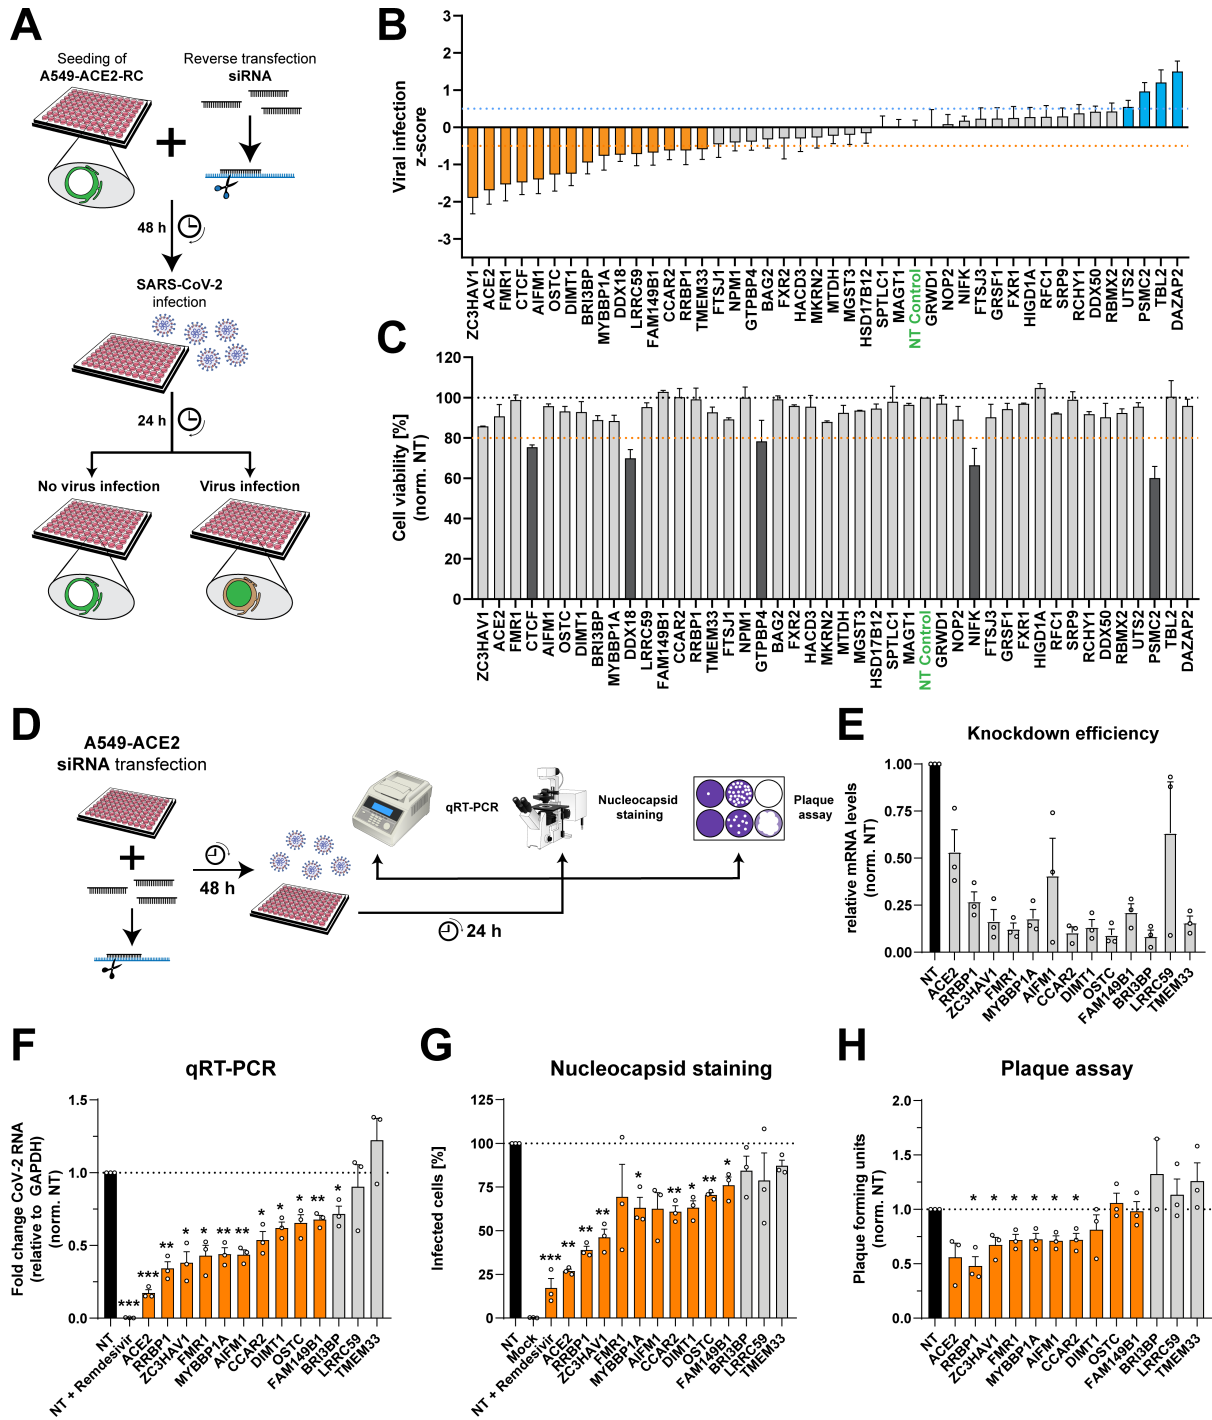 A
Seeding of
A549-ACE2-RC
Reverse transfection
siRNA
48 h
SARS-CoV-2
infection
24 h
No virus infection
Virus infection
B
Viral infection
z-score
3
2
1
0
-1
-2
-3
ZC3HAV1
ACE2
FMR1
CTCF
AIFM1
OSTC
DIMT1
BRI3BP
MYBBP1A
DDX18
LRRC59
FAM149B1
CCAR2
RRBP1
TMEM33
FTSJ1
NPM1
GTPBP4
BAG2
FXR2
HACD3
MKRN2
MTDH
MGST3
HSD17B12
SPTLC1
MAGT1
NT Control
GRWD1
NOP2
NIFK
FTSJ3
GRSF1
FXR1
HIGD1A
RFC1
SRP9
RCHY1
DDX50
RBMX2
UTS2
PSMC2
TBL2
DAZAP2
C
Cell viability [%]
(norm. NT)
120
100
80
60
40
20
0
ZC3HAV1
ACE2
FMR1
CTCF
AIFM1
OSTC
DIMT1
BRI3BP
MYBBP1A
DDX18
LRRC59
FAM149B1
CCAR2
RRBP1
TMEM33
FTSJ1
NPM1
GTPBP4
BAG2
FXR2
HACD3
MKRN2
MTDH
MGST3
HSD17B12
SPTLC1
MAGT1
NT Control
GRWD1
NOP2
NIFK
FTSJ3
GRSF1
FXR1
HIGD1A
RFC1
SRP9
RCHY1
DDX50
RBMX2
UTS2
PSMC2
TBL2
DAZAP2
D
A549-ACE2
siRNA transfection
48 h
24 h
qRT-PCR
Nucleocapsid
staining
Plaque
assay
E
Knockdown efficiency
relative mRNA levels
(norm. NT)
1.00
0.75
0.50
0.25
0.00
NT
ACE2
RRBP1
ZC3HAV1
FMR1
MYBBP1A
AIFM1
CCAR2
DIMT1
OSTC
FAM149B1
BRI3BP
LRRC59
TMEM33
F
qRT-PCR
Fold change CoV-2 RNA
(relative to GAPDH)
(norm. NT)
1.5
1.0
0.5
0.0
***
***
**
*
*
**
**
*
*
*
**
*
NT
NT + Remdesivir
ACE2
RRBP1
ZC3HAV1
FMR1
MYBBP1A
AIFM1
CCAR2
DIMT1
OSTC
FAM149B1
BRI3BP
LRRC59
TMEM33
G
Nucleocapsid staining
Infected cells [%]
125
100
75
50
25
0
***
**
**
**
*
**
*
**
*
NT
Mock
NT + Remdesivir
ACE2
RRBP1
ZC3HAV1
FMR1
MYBBP1A
AIFM1
CCAR2
DIMT1
OSTC
FAM149B1
BRI3BP
LRRC59
TMEM33
H
Plaque assay
Plaque forming units
(norm. NT)
2.0
1.5
1.0
0.5
0.0
*
*
*
*
*
*
NT
ACE2
RRBP1
ZC3HAV1
FMR1
MYBBP1A
AIFM1
CCAR2
DIMT1
OSTC
FAM149B1
BRI3BP
LRRC59
TMEM33